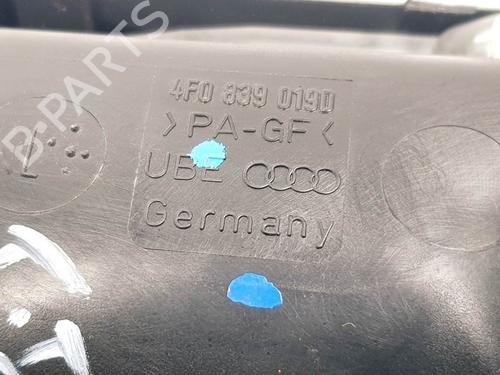 B-PARTS
4F0 839 019D
>PA-GF<
UBE
Germany